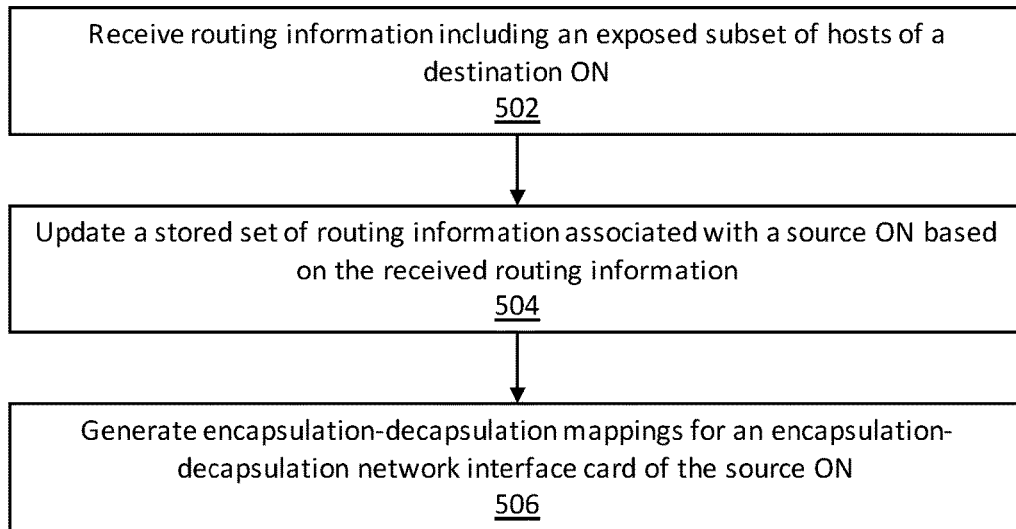 Receive routing information including an exposed subset of hosts of a
destination ON
502
Update a stored set of routing information associated with a source ON based
on the received routing information
504
Generate encapsulation-decapsulation mappings for an encapsulation-
decapsulation network interface card of the source ON
506